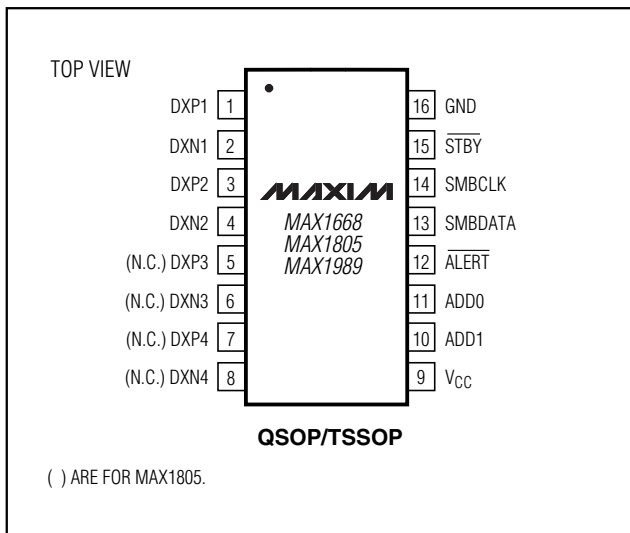 TOP VIEW
DXP1 1
DXN1 2
DXP2 3
DXN2 4
(N.C.) DXP3 5
(N.C.) DXN3 6
(N.C.) DXP4 7
(N.C.) DXN4 8
MAXIM
MAX1668
MAX1805
MAX1989
16 GND
15 S̅T̅B̅Y̅
14 SMBCLK
13 SMBDATA
12 A̅L̅E̅R̅T̅
11 ADD0
10 ADD1
9 VCC
QSOP/TSSOP
( ) ARE FOR MAX1805.